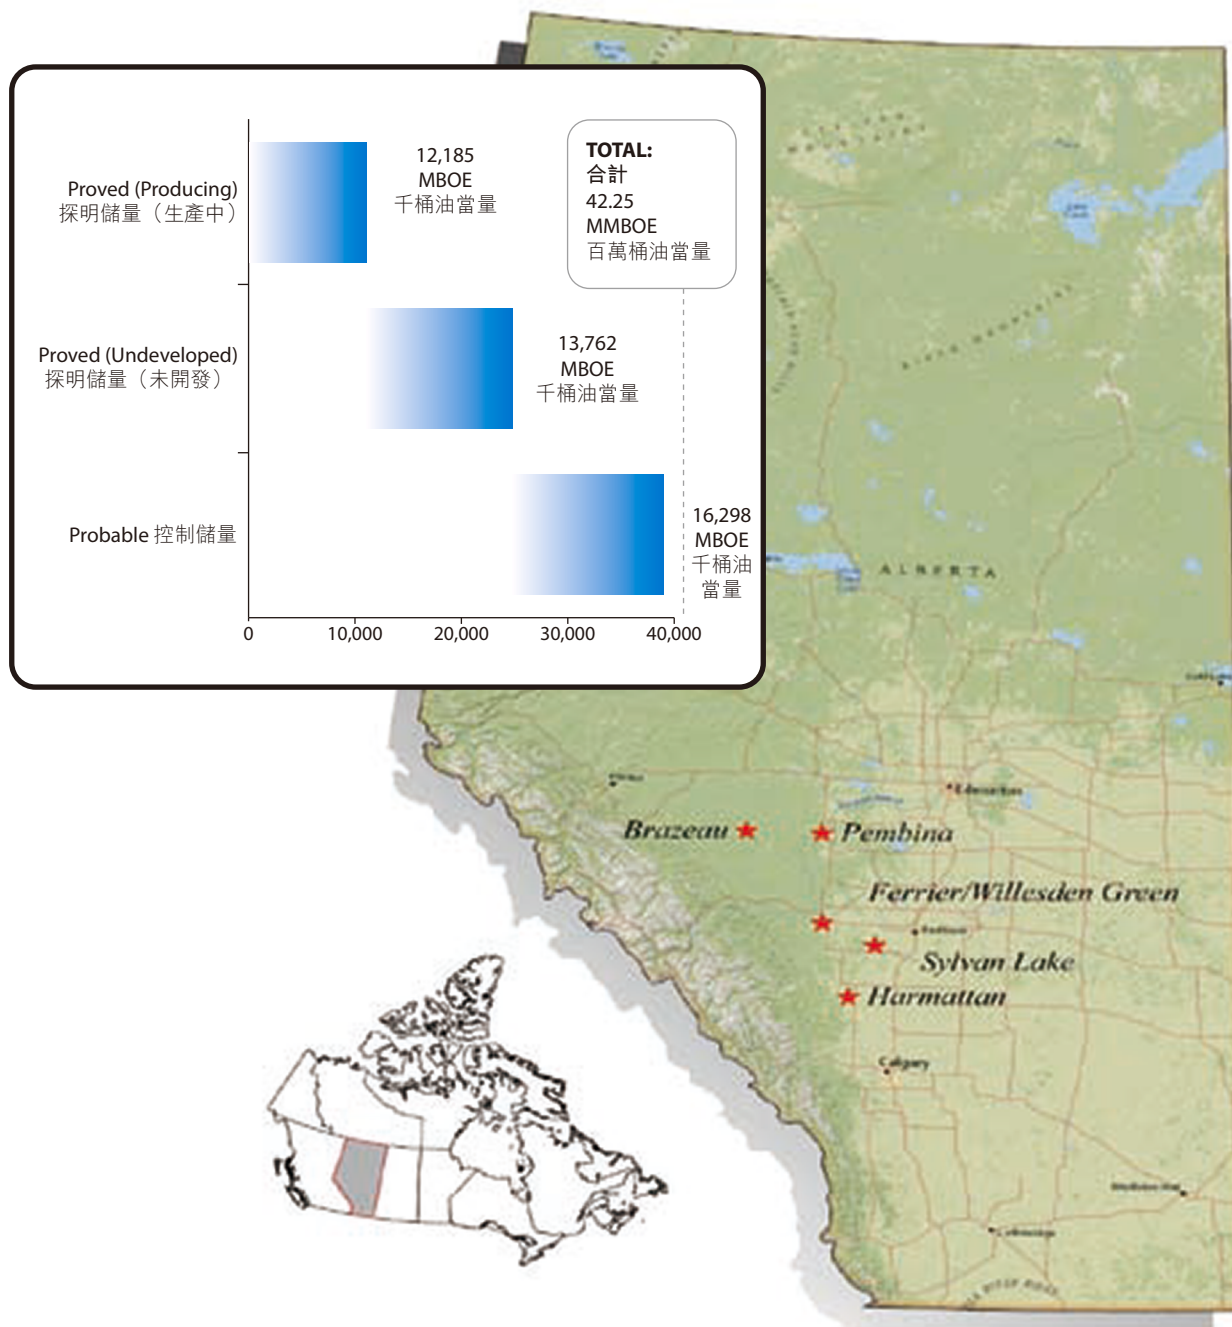 Proved (Producing)
探明儲量（生產中）
12,185
MBOE
千桶油當量
TOTAL:
合計
42.25
MMBOE
百萬桶油當量
Proved (Undeveloped)
探明儲量（未開發）
13,762
MBOE
千桶油當量
Probable 控制儲量
16,298
MBOE
千桶油
當量
0
10,000
20,000
30,000
40,000
ALBERTA
Edmonton
Brazeau
Pembina
Ferrier/Willesden Green
Sylvan Lake
Harmattan
Calgary